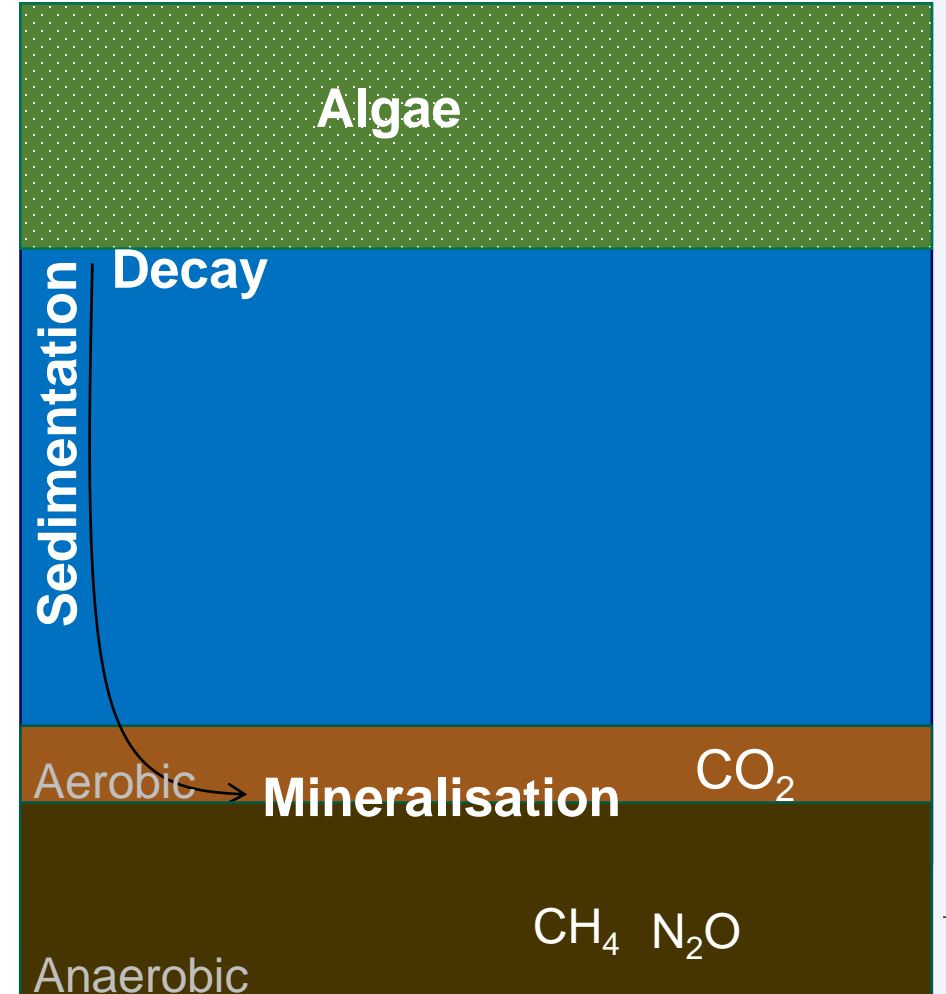 Algae
Decay
Sedimentation
Aerobic
Mineralisation
CO₂
CH₄ N₂O
Anaerobic